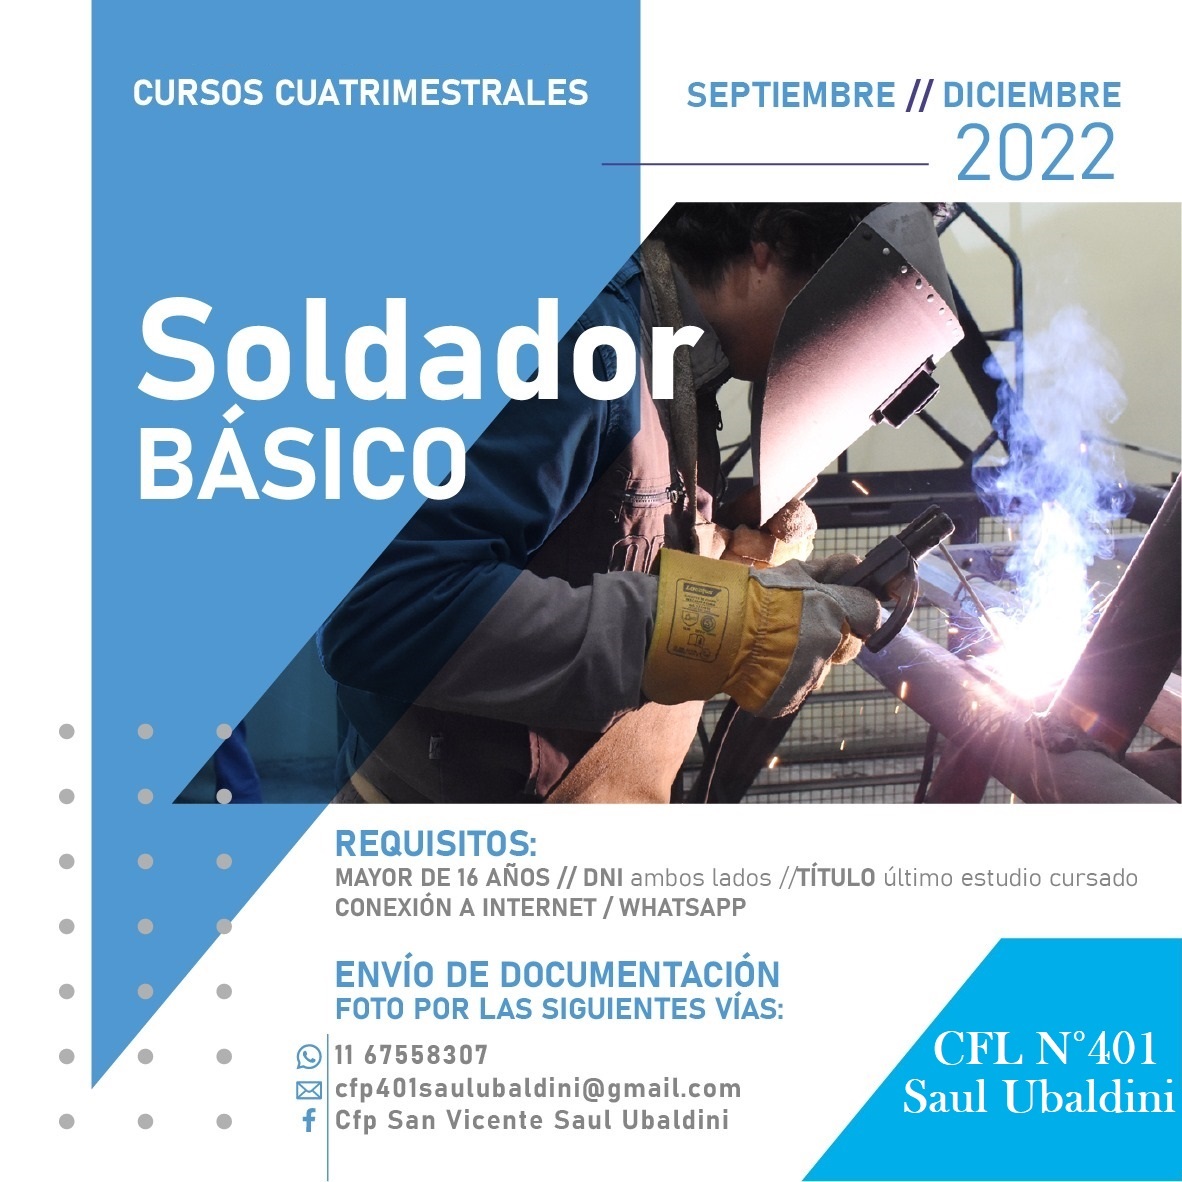 CURSOS CUATRIMESTRALES
SEPTIEMBRE // DICIEMBRE
2022
Soldador
BÁSICO
REQUISITOS:
MAYOR DE 16 AÑOS // DNI ambos lados //TÍTULO último estudio cursado
CONEXIÓN A INTERNET / WHATSAPP
ENVÍO DE DOCUMENTACIÓN
FOTO POR LAS SIGUIENTES VÍAS:
11 67558307
cfp401saulubaldini@gmail.com
Cfp San Vicente Saul Ubaldini
CFL N°401
Saul Ubaldini